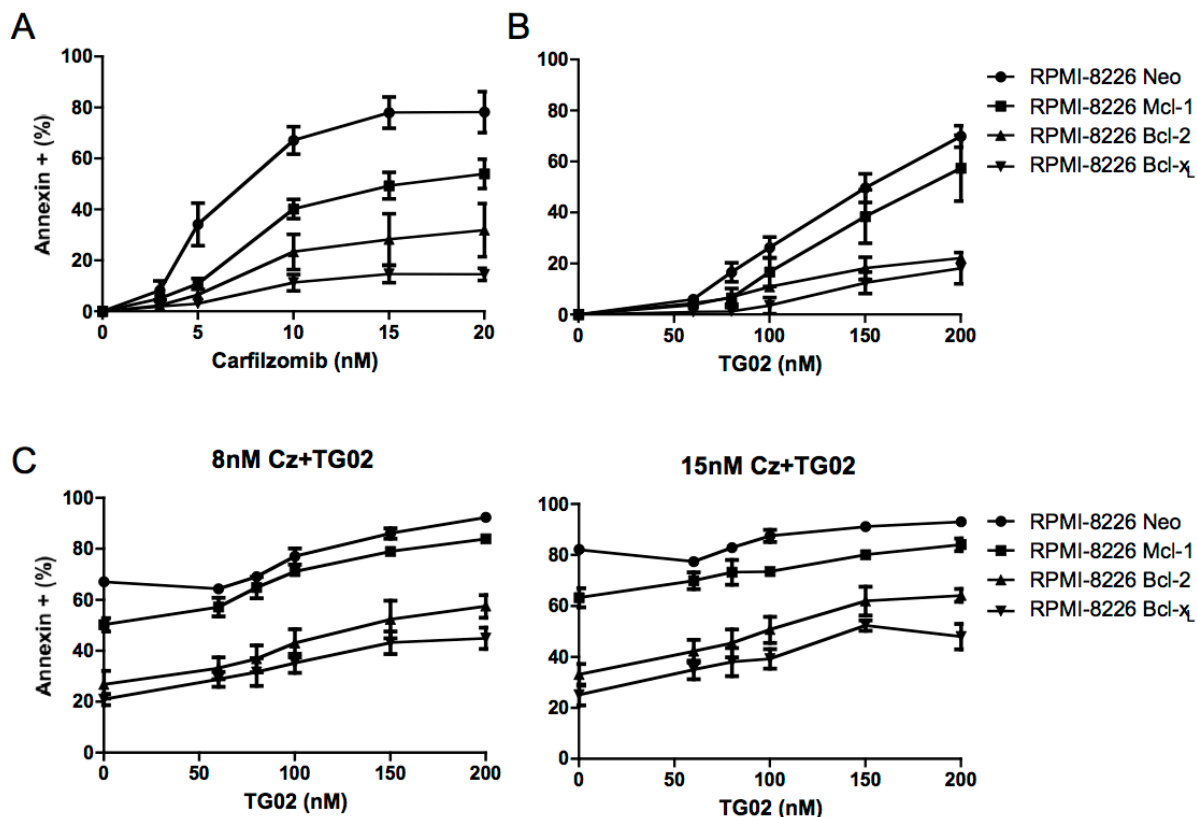 A
B
100
80
60
40
20
0
Annexin + (%)
0
5
10
15
20
Carfilzomib (nM)
100
80
60
40
20
0
0
50
100
150
200
TG02 (nM)
RPMI-8226 Neo
RPMI-8226 Mcl-1
RPMI-8226 Bcl-2
RPMI-8226 Bcl-xL
C
8nM Cz+TG02
15nM Cz+TG02
100
80
60
40
20
0
Annexin + (%)
0
50
100
150
200
TG02 (nM)
100
80
60
40
20
0
0
50
100
150
200
TG02 (nM)
RPMI-8226 Neo
RPMI-8226 Mcl-1
RPMI-8226 Bcl-2
RPMI-8226 Bcl-xL